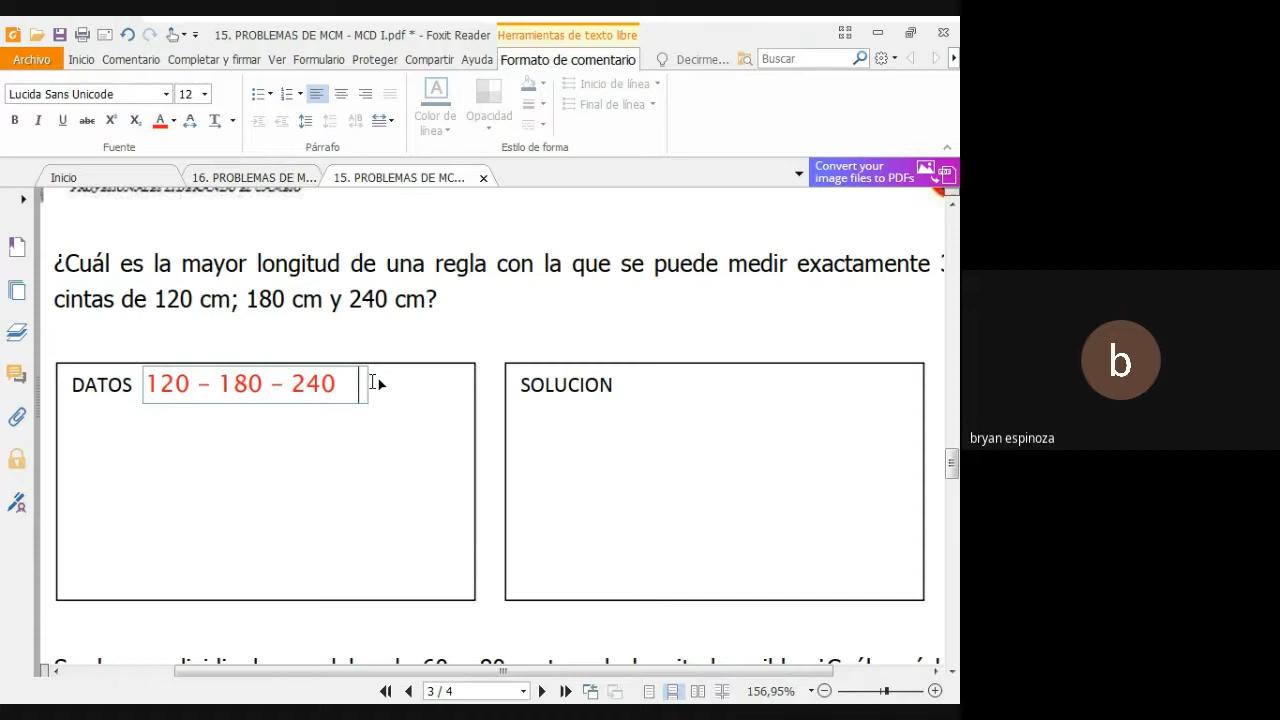 15. PROBLEMAS DE MCM - MCD I.pdf * - Foxit Reader
Herramientas de texto libre
Archivo
Inicio
Comentario
Completar y firma
Ver
Formulario
Proteger
Compartir
Ayuda
Formato de comentario
Decirme...
Buscar
Lucida Sans Unicode
12
Color de línea
Opacidad
Inicio de línea
Final de línea
Fuente
Párrafo
Estilo de forma
Inicio
16. PROBLEMAS DE M...
15. PROBLEMAS DE MC...
Convert your
image files to PDFs
¿Cuál es la mayor longitud de una regla con la que se puede medir exactamente 3
cintas de 120 cm; 180 cm y 240 cm?
DATOS 120 – 180 – 240
SOLUCION
3 / 4
156,95%
b
bryan espinoza